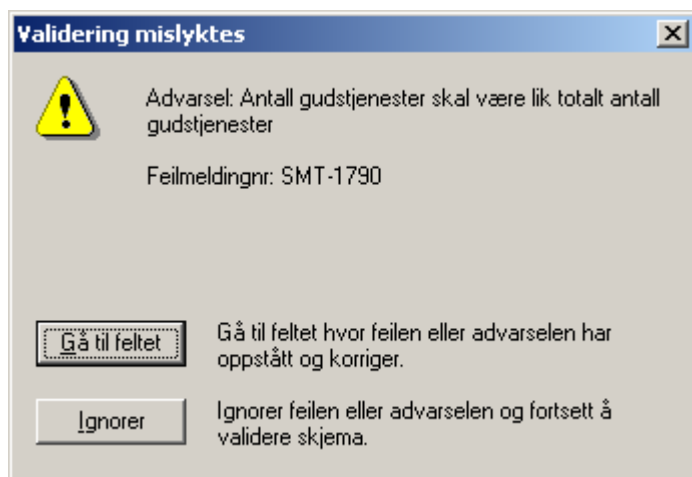 Validering mislyktes
Advarsel: Antall gudstjenester skal være lik totalt antall
gudstjenester
Feilmeldingnr: SMT-1790
Gå til feltet
Gå til feltet hvor feilen eller advarselen har
oppstått og korriger.
Ignorer
Ignorer feilen eller advarselen og fortsett å
validere skjema.